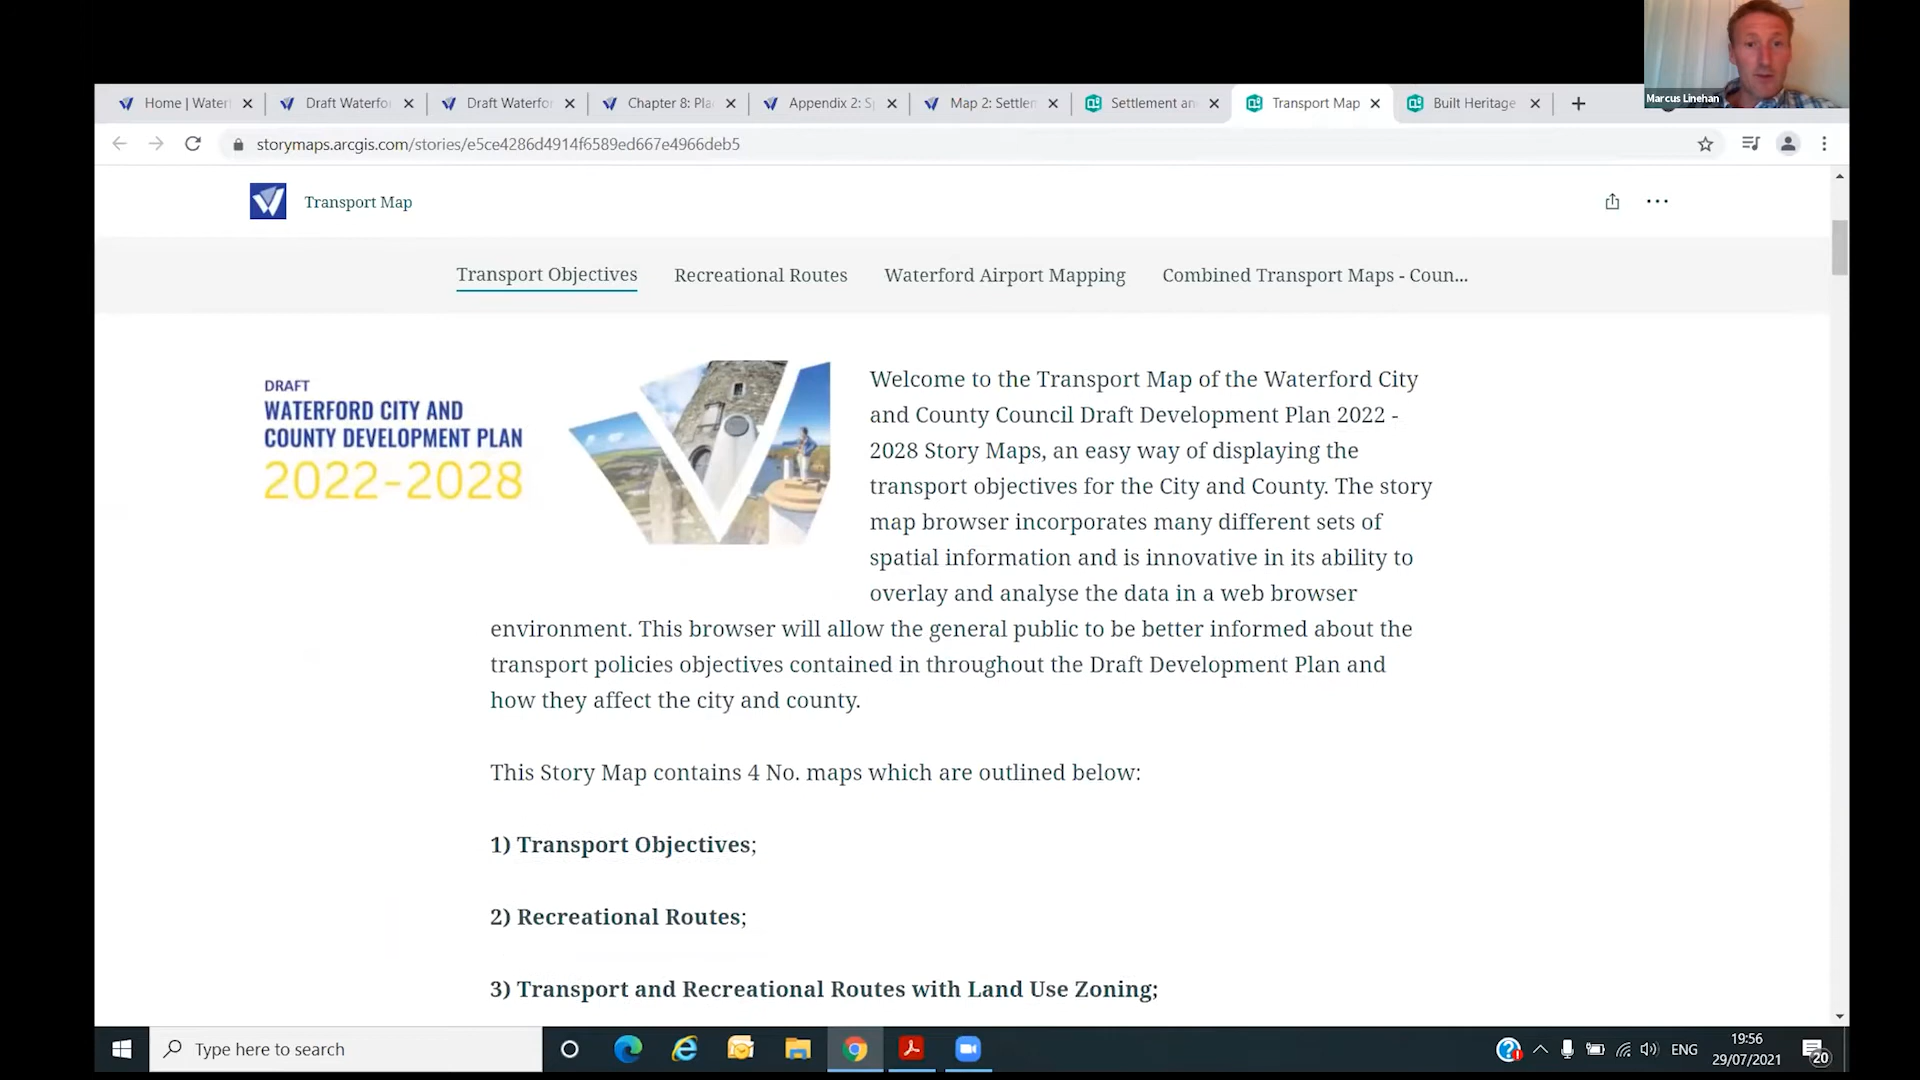 Marcus Linehan
Home | Water
Draft Waterfo
Draft Waterfor
Chapter 8: Pla
Appendix 2: S
Map 2: Settlem
Settlement an
Transport Map
Built Heritage
storymaps.arcgis.com/stories/e5ce4286d4914f6589ed667e4966deb5
Transport Map
Transport Objectives
Recreational Routes
Waterford Airport Mapping
Combined Transport Maps - Coun...
DRAFT
WATERFORD CITY AND
COUNTY DEVELOPMENT PLAN
2022-2028
Welcome to the Transport Map of the Waterford City
and County Council Draft Development Plan 2022 -
2028 Story Maps, an easy way of displaying the
transport objectives for the City and County. The story
map browser incorporates many different sets of
spatial information and is innovative in its ability to
overlay and analyse the data in a web browser
environment. This browser will allow the general public to be better informed about the
transport policies objectives contained in throughout the Draft Development Plan and
how they affect the city and county.
This Story Map contains 4 No. maps which are outlined below:
1) Transport Objectives;
2) Recreational Routes;
3) Transport and Recreational Routes with Land Use Zoning;
Type here to search
ENG
19:56
29/07/2021
20